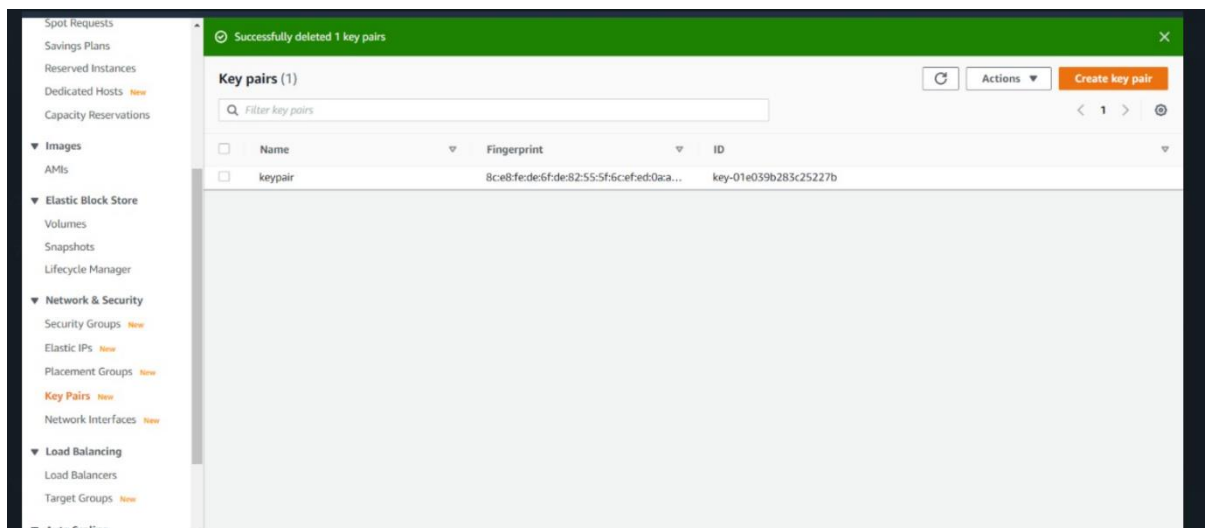 Spot Requests
Savings Plans
Reserved Instances
Dedicated Hosts New
Capacity Reservations
Images
AMIs
Elastic Block Store
Volumes
Snapshots
Lifecycle Manager
Network & Security
Security Groups New
Elastic IPs New
Placement Groups New
Key Pairs New
Network Interfaces New
Load Balancing
Load Balancers
Target Groups New
Successfully deleted 1 key pairs
Key pairs (1)
Actions
Create key pair
Filter key pairs
1
Name Fingerprint ID
keypair 8c:e8:fe:de:6f:de:82:55:5f:6c:ef:ed:0a:a... key-01e039b283c25227b